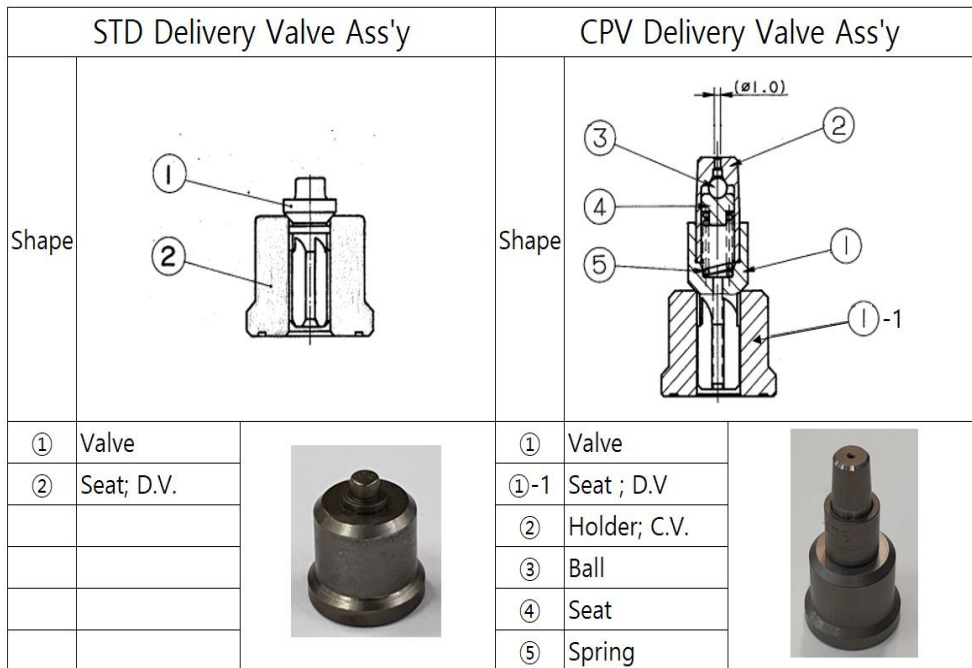 STD Delivery Valve Ass'y
CPV Delivery Valve Ass'y
Shape
①
②
Shape
(ø1.0)
③
②
④
⑤
①
①-1
① Valve
② Seat; D.V.
① Valve
①-1 Seat ; D.V
② Holder; C.V.
③ Ball
④ Seat
⑤ Spring